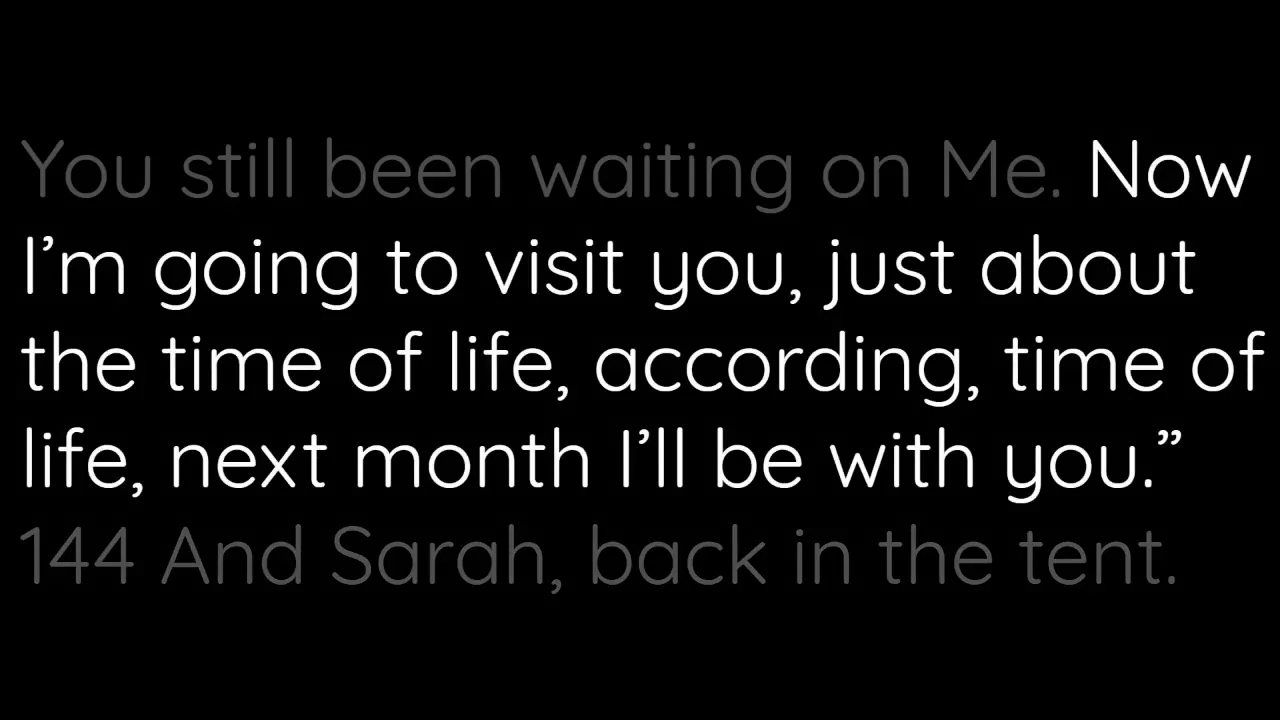 You still been waiting on Me. Now
I’m going to visit you, just about
the time of life, according, time of
life, next month I’ll be with you.”
144 And Sarah, back in the tent.